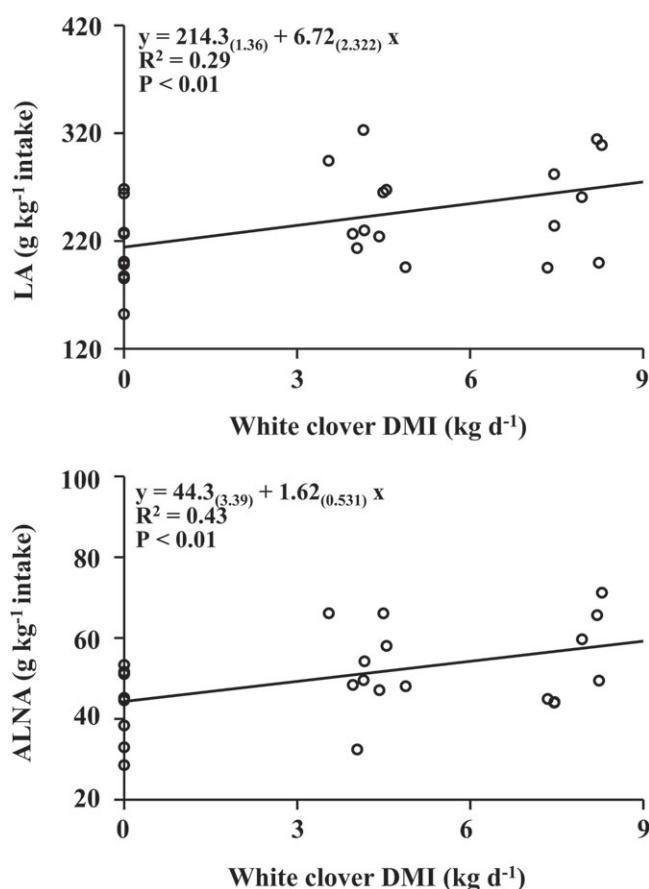 420
y = 214.3(1.36) + 6.72(2.322) x
R² = 0.29
P < 0.01
320
220
120
LA (g kg⁻¹ intake)
0 3 6 9
White clover DMI (kg d⁻¹)
100
y = 44.3(3.39) + 1.62(0.531) x
R² = 0.43
P < 0.01
80
60
40
20
ALNA (g kg⁻¹ intake)
0 3 6 9
White clover DMI (kg d⁻¹)